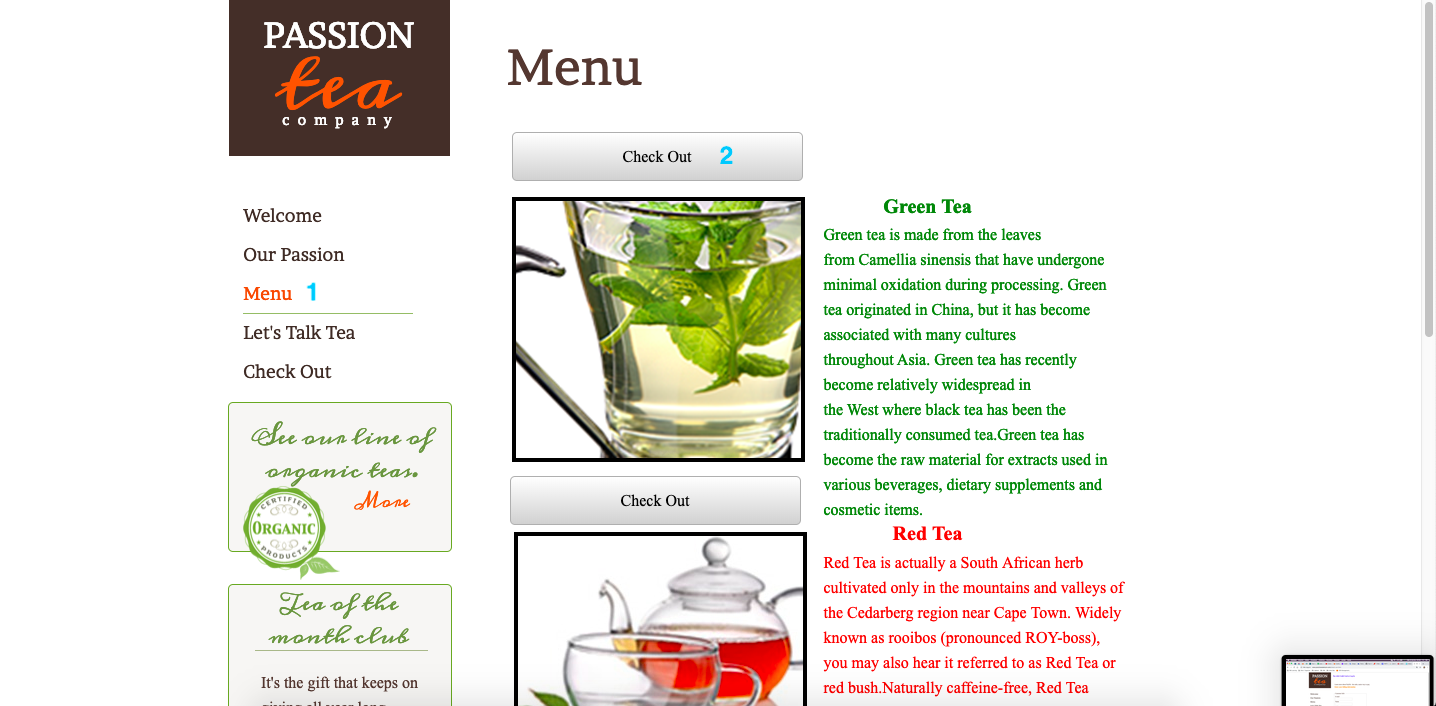 PASSION
tea
company
Welcome
Our Passion
Menu 1
Let's Talk Tea
Check Out
See our line of
organic teas.
More
CERTIFIED
ORGANIC
PRODUCTS
Tea of the
month club
It's the gift that keeps on
giving all year long.
Menu
Check Out 2
Green Tea
Green tea is made from the leaves
from Camellia sinensis that have undergone
minimal oxidation during processing. Green
tea originated in China, but it has become
associated with many cultures
throughout Asia. Green tea has recently
become relatively widespread in
the West where black tea has been the
traditionally consumed tea.Green tea has
become the raw material for extracts used in
various beverages, dietary supplements and
cosmetic items.
Check Out
Red Tea
Red Tea is actually a South African herb
cultivated only in the mountains and valleys of
the Cedarberg region near Cape Town. Widely
known as rooibos (pronounced ROY-boss),
you may also hear it referred to as Red Tea or
red bush.Naturally caffeine-free, Red Tea
PASSION
tea